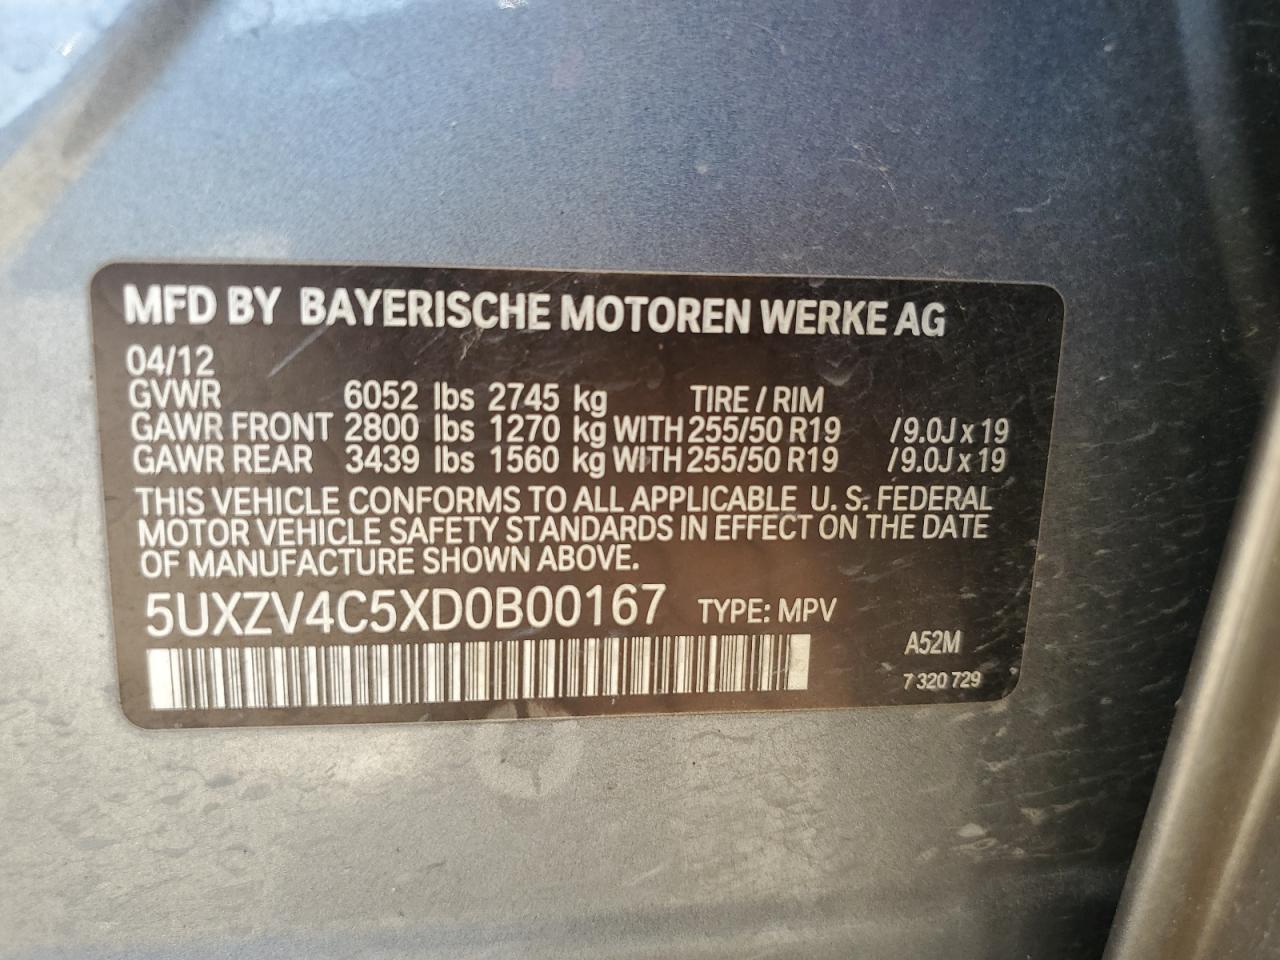 MFD BY BAYERISCHE MOTOREN WERKE AG
04/12
GVWR 6052 lbs 2745 kg TIRE / RIM
GAWR FRONT 2800 lbs 1270 kg WITH 255/50 R19 /9.0J x 19
GAWR REAR 3439 lbs 1560 kg WITH 255/50 R19 /9.0J x 19
THIS VEHICLE CONFORMS TO ALL APPLICABLE U. S. FEDERAL
MOTOR VEHICLE SAFETY STANDARDS IN EFFECT ON THE DATE
OF MANUFACTURE SHOWN ABOVE.
5UXZV4C5XD0B00167 TYPE: MPV
A52M
7 320 729